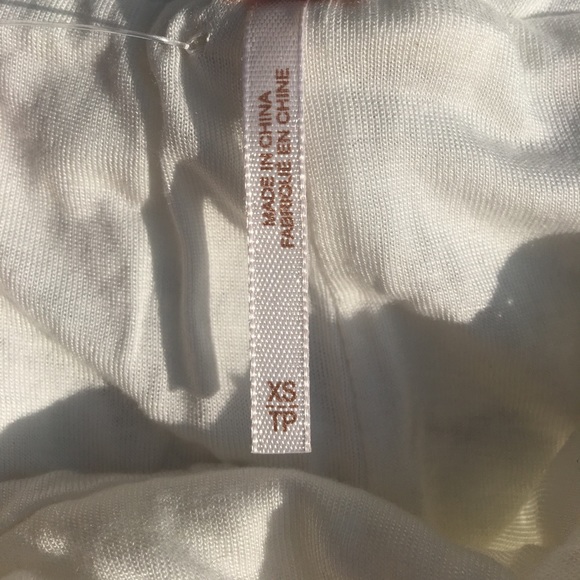 MADE IN CHINA
FABRIQUÉ EN CHINE
XS
TP